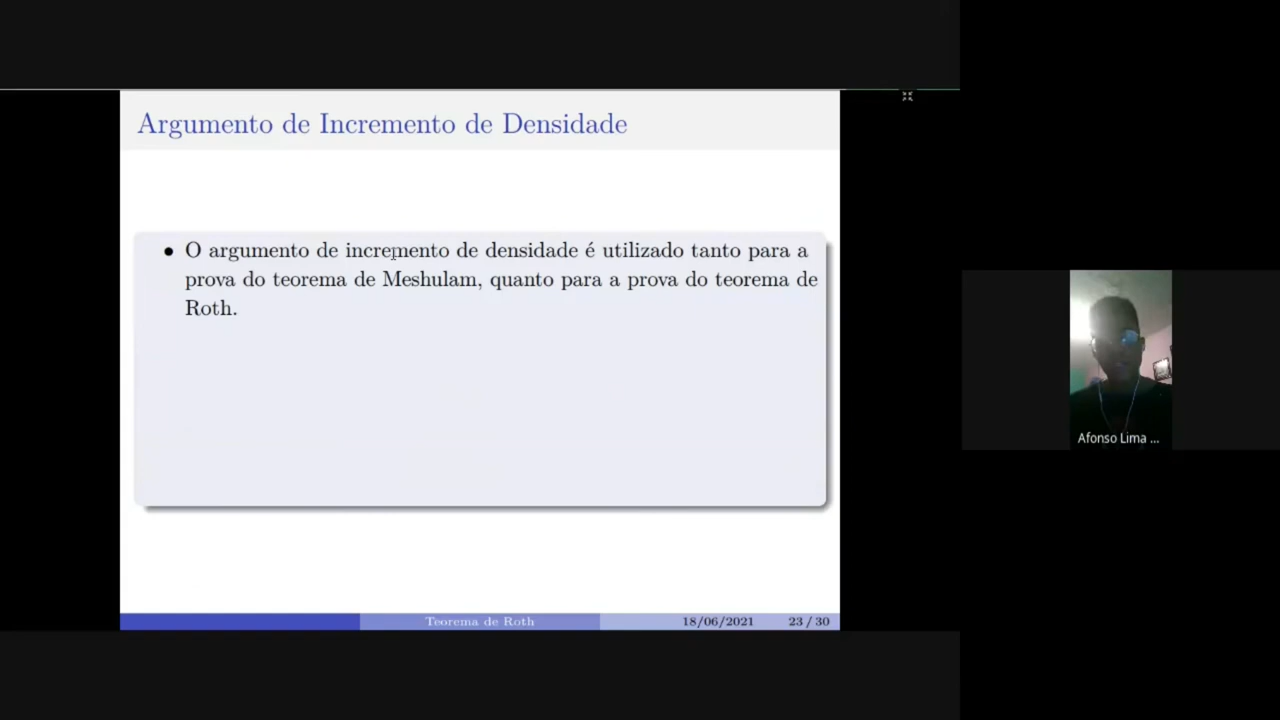 Argumento de Incremento de Densidade
• O argumento de incremento de densidade é utilizado tanto para a
prova do teorema de Meshulam, quanto para a prova do teorema de
Roth.
Afonso Lima ...
Teorema de Roth 18/06/2021 23 / 30